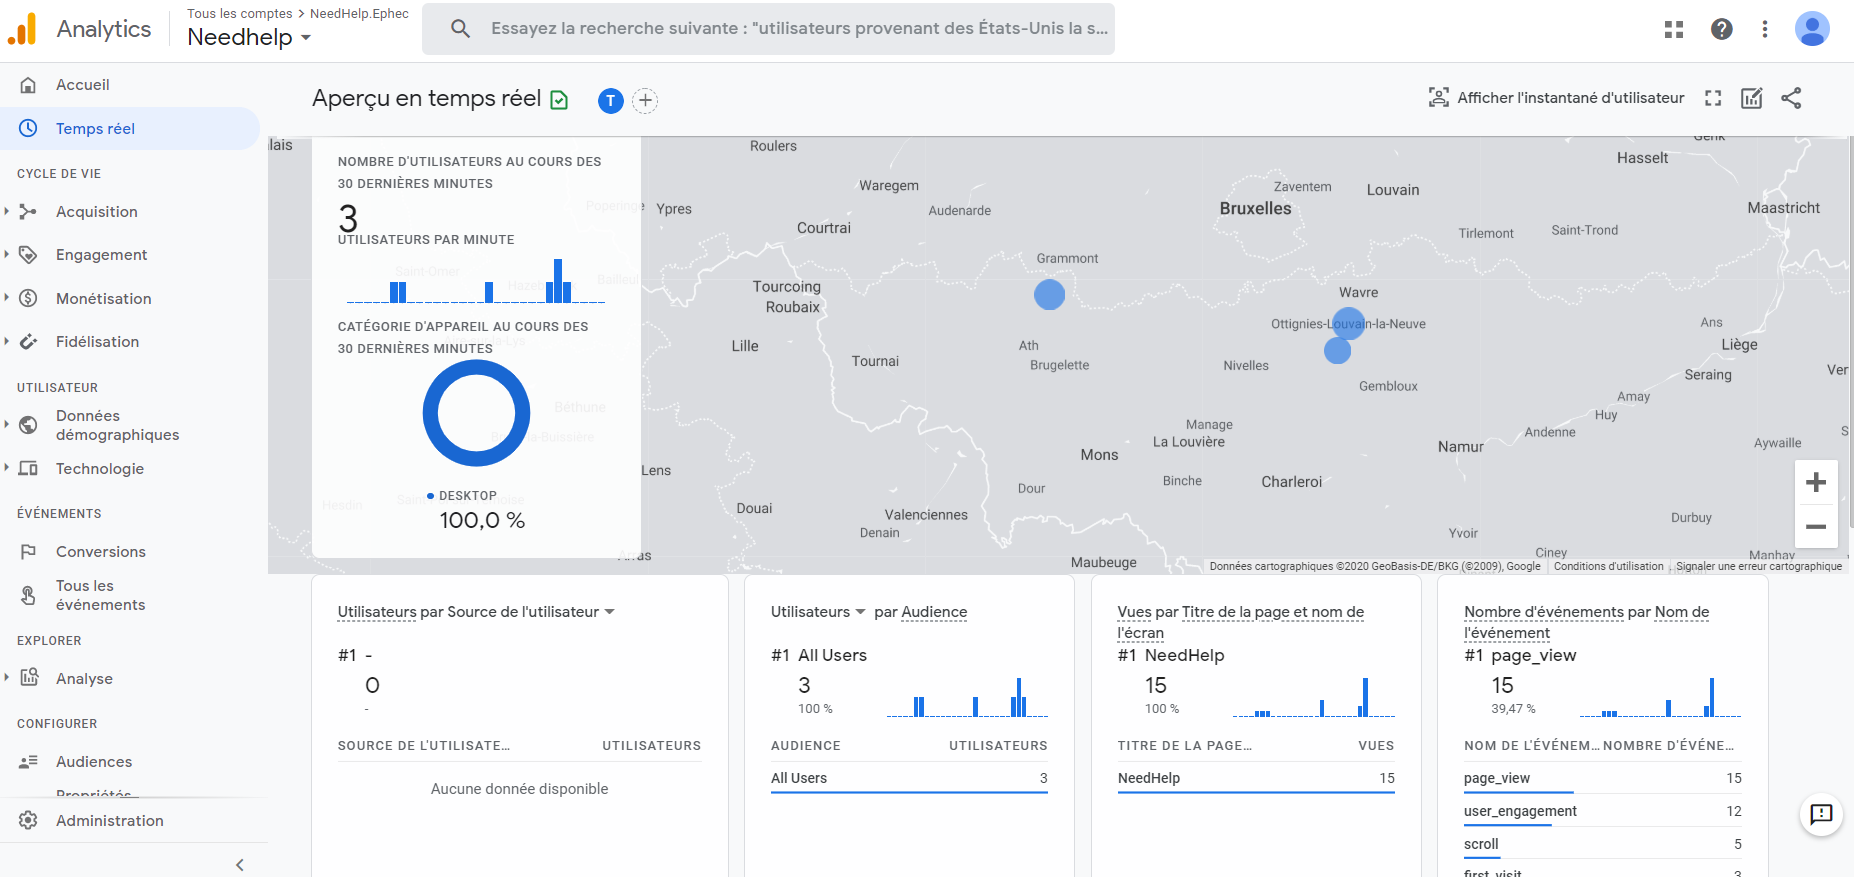 Analytics
Tous les comptes > NeedHelp.Ephec
Needhelp
Essayez la recherche suivante : "utilisateurs provenant des États-Unis la s...
Accueil
Temps réel
CYCLE DE VIE
Acquisition
Engagement
Monétisation
Fidélisation
UTILISATEUR
Données
démographiques
Technologie
ÉVÉNEMENTS
Conversions
Tous les
événements
EXPLORER
Analyse
CONFIGURER
Audiences
Propriétés
Administration
Aperçu en temps réel
T
Afficher l'instantané d'utilisateur
NOMBRE D'UTILISATEURS AU COURS DES
30 DERNIÈRES MINUTES
3
UTILISATEURS PAR MINUTE
CATÉGORIE D'APPAREIL AU COURS DES
30 DERNIÈRES MINUTES
DESKTOP
100,0 %
lais
Roulers
Genk
Hasselt
Waregem
Zaventem
Louvain
Poperinge
Ypres
Audenarde
Bruxelles
Maastricht
Courtrai
Tirlemont
Saint-Trond
Grammont
Saint-Omer
Bailleul
Tourcoing
Roubaix
Wavre
Ottignies-Louvain-la-Neuve
Ans
Lille
Ath
Liège
Tournai
Brugelette
Nivelles
Seraing
Ver
Gembloux
Amay
Béthune
Huy
Manage
La Louvière
Andenne
Aywaille
S
Mons
Namur
Lens
Binche
Charleroi
Dour
Hesdin
Douai
Valenciennes
Denain
Durbuy
Yvoir
Arras
Maubeuge
Ciney
Manhay
Données cartographiques ©2020 GeoBasis-DE/BKG (©2009), Google
Conditions d'utilisation
Signaler une erreur cartographique
Utilisateurs par Source de l'utilisateur
#1 -
0
-
SOURCE DE L'UTILISATE... UTILISATEURS
Aucune donnée disponible
Utilisateurs par Audience
#1 All Users
3
100 %
AUDIENCE UTILISATEURS
All Users 3
Vues par Titre de la page et nom de
l'écran
#1 NeedHelp
15
100 %
TITRE DE LA PAGE... VUES
NeedHelp 15
Nombre d'événements par Nom de
l'événement
#1 page_view
15
39,47 %
NOM DE L'ÉVÉNEM... NOMBRE D'ÉVÉNE...
page_view 15
user_engagement 12
scroll 5
first_visit 3